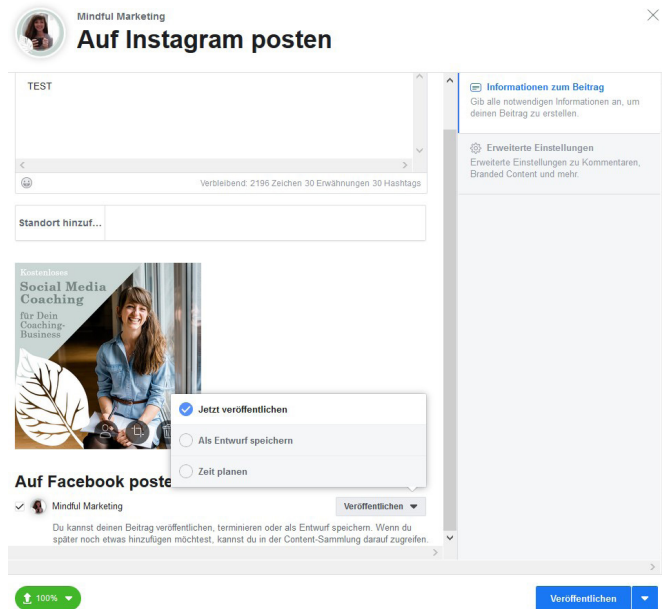 Mindful Marketing
Auf Instagram posten
TEST
Verbleibend: 2196 Zeichen 30 Erwähnungen 30 Hashtags
Standort hinzuf...
Kostenloses
Social Media
Coaching
für Dein
Coaching-
Business
Jetzt veröffentlichen
Als Entwurf speichern
Zeit planen
Auf Facebook poste
Mindful Marketing
Veröffentlichen
Du kannst deinen Beitrag veröffentlichen, terminieren oder als Entwurf speichern. Wenn du
später noch etwas hinzufügen möchtest, kannst du in der Content-Sammlung darauf zugreifen.
Informationen zum Beitrag
Gib alle notwendigen Informationen an, um
deinen Beitrag zu erstellen.
Erweiterte Einstellungen
Erweiterte Einstellungen zu Kommentaren,
Branded Content und mehr.
100%
Veröffentlichen